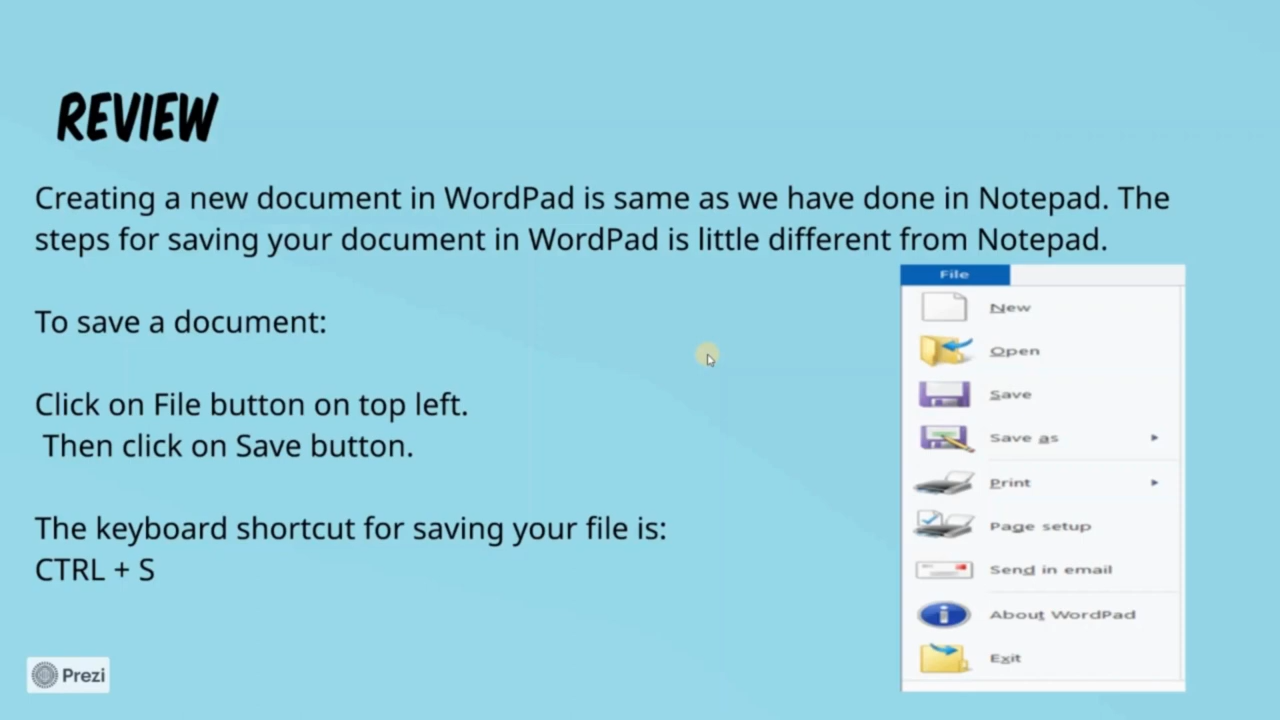 REVIEW
Creating a new document in WordPad is same as we have done in Notepad. The
steps for saving your document in WordPad is little different from Notepad.
To save a document:
Click on File button on top left.
Then click on Save button.
The keyboard shortcut for saving your file is:
CTRL + S
File
New
Open
Save
Save as
Print
Page setup
Send in email
About WordPad
Exit
Prezi